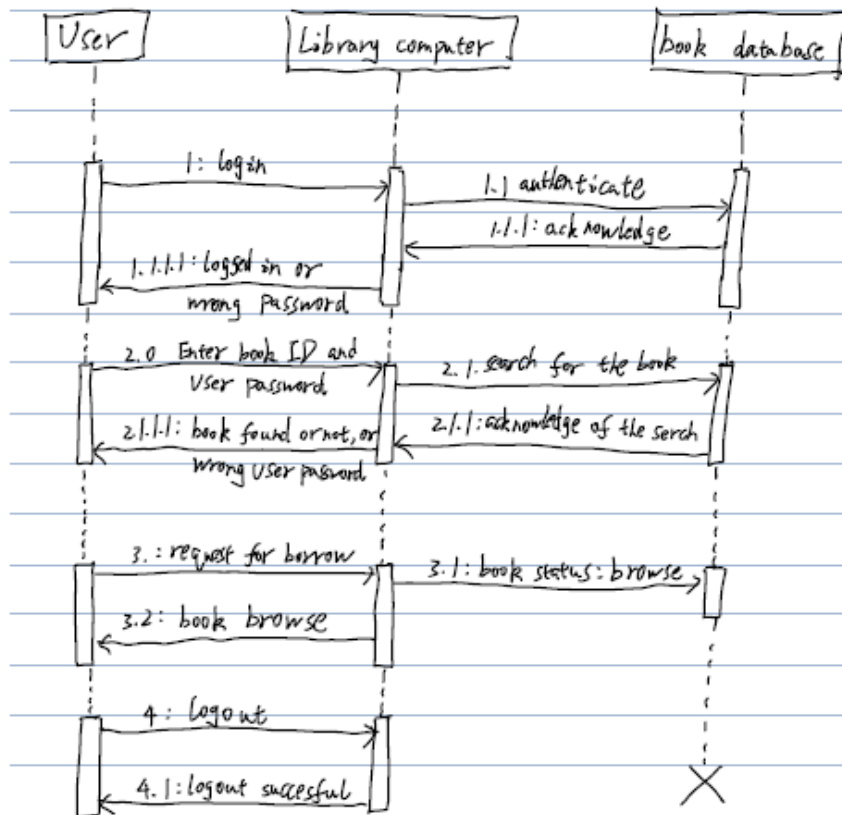 User
Library computer
book database
1: login
1.1 authenticate
1.1.1: acknowledge
1.1.1.1: logged in or
wrong password
2.0 Enter book ID and
User password
2.1. search for the book
2.1.1: acknowledge of the serch
2.1.1.1: book found or not, or
wrong user pasword
3.: request for borrow
3.1: book status: browse
3.2: book browse
4: logout
4.1: logout succesful